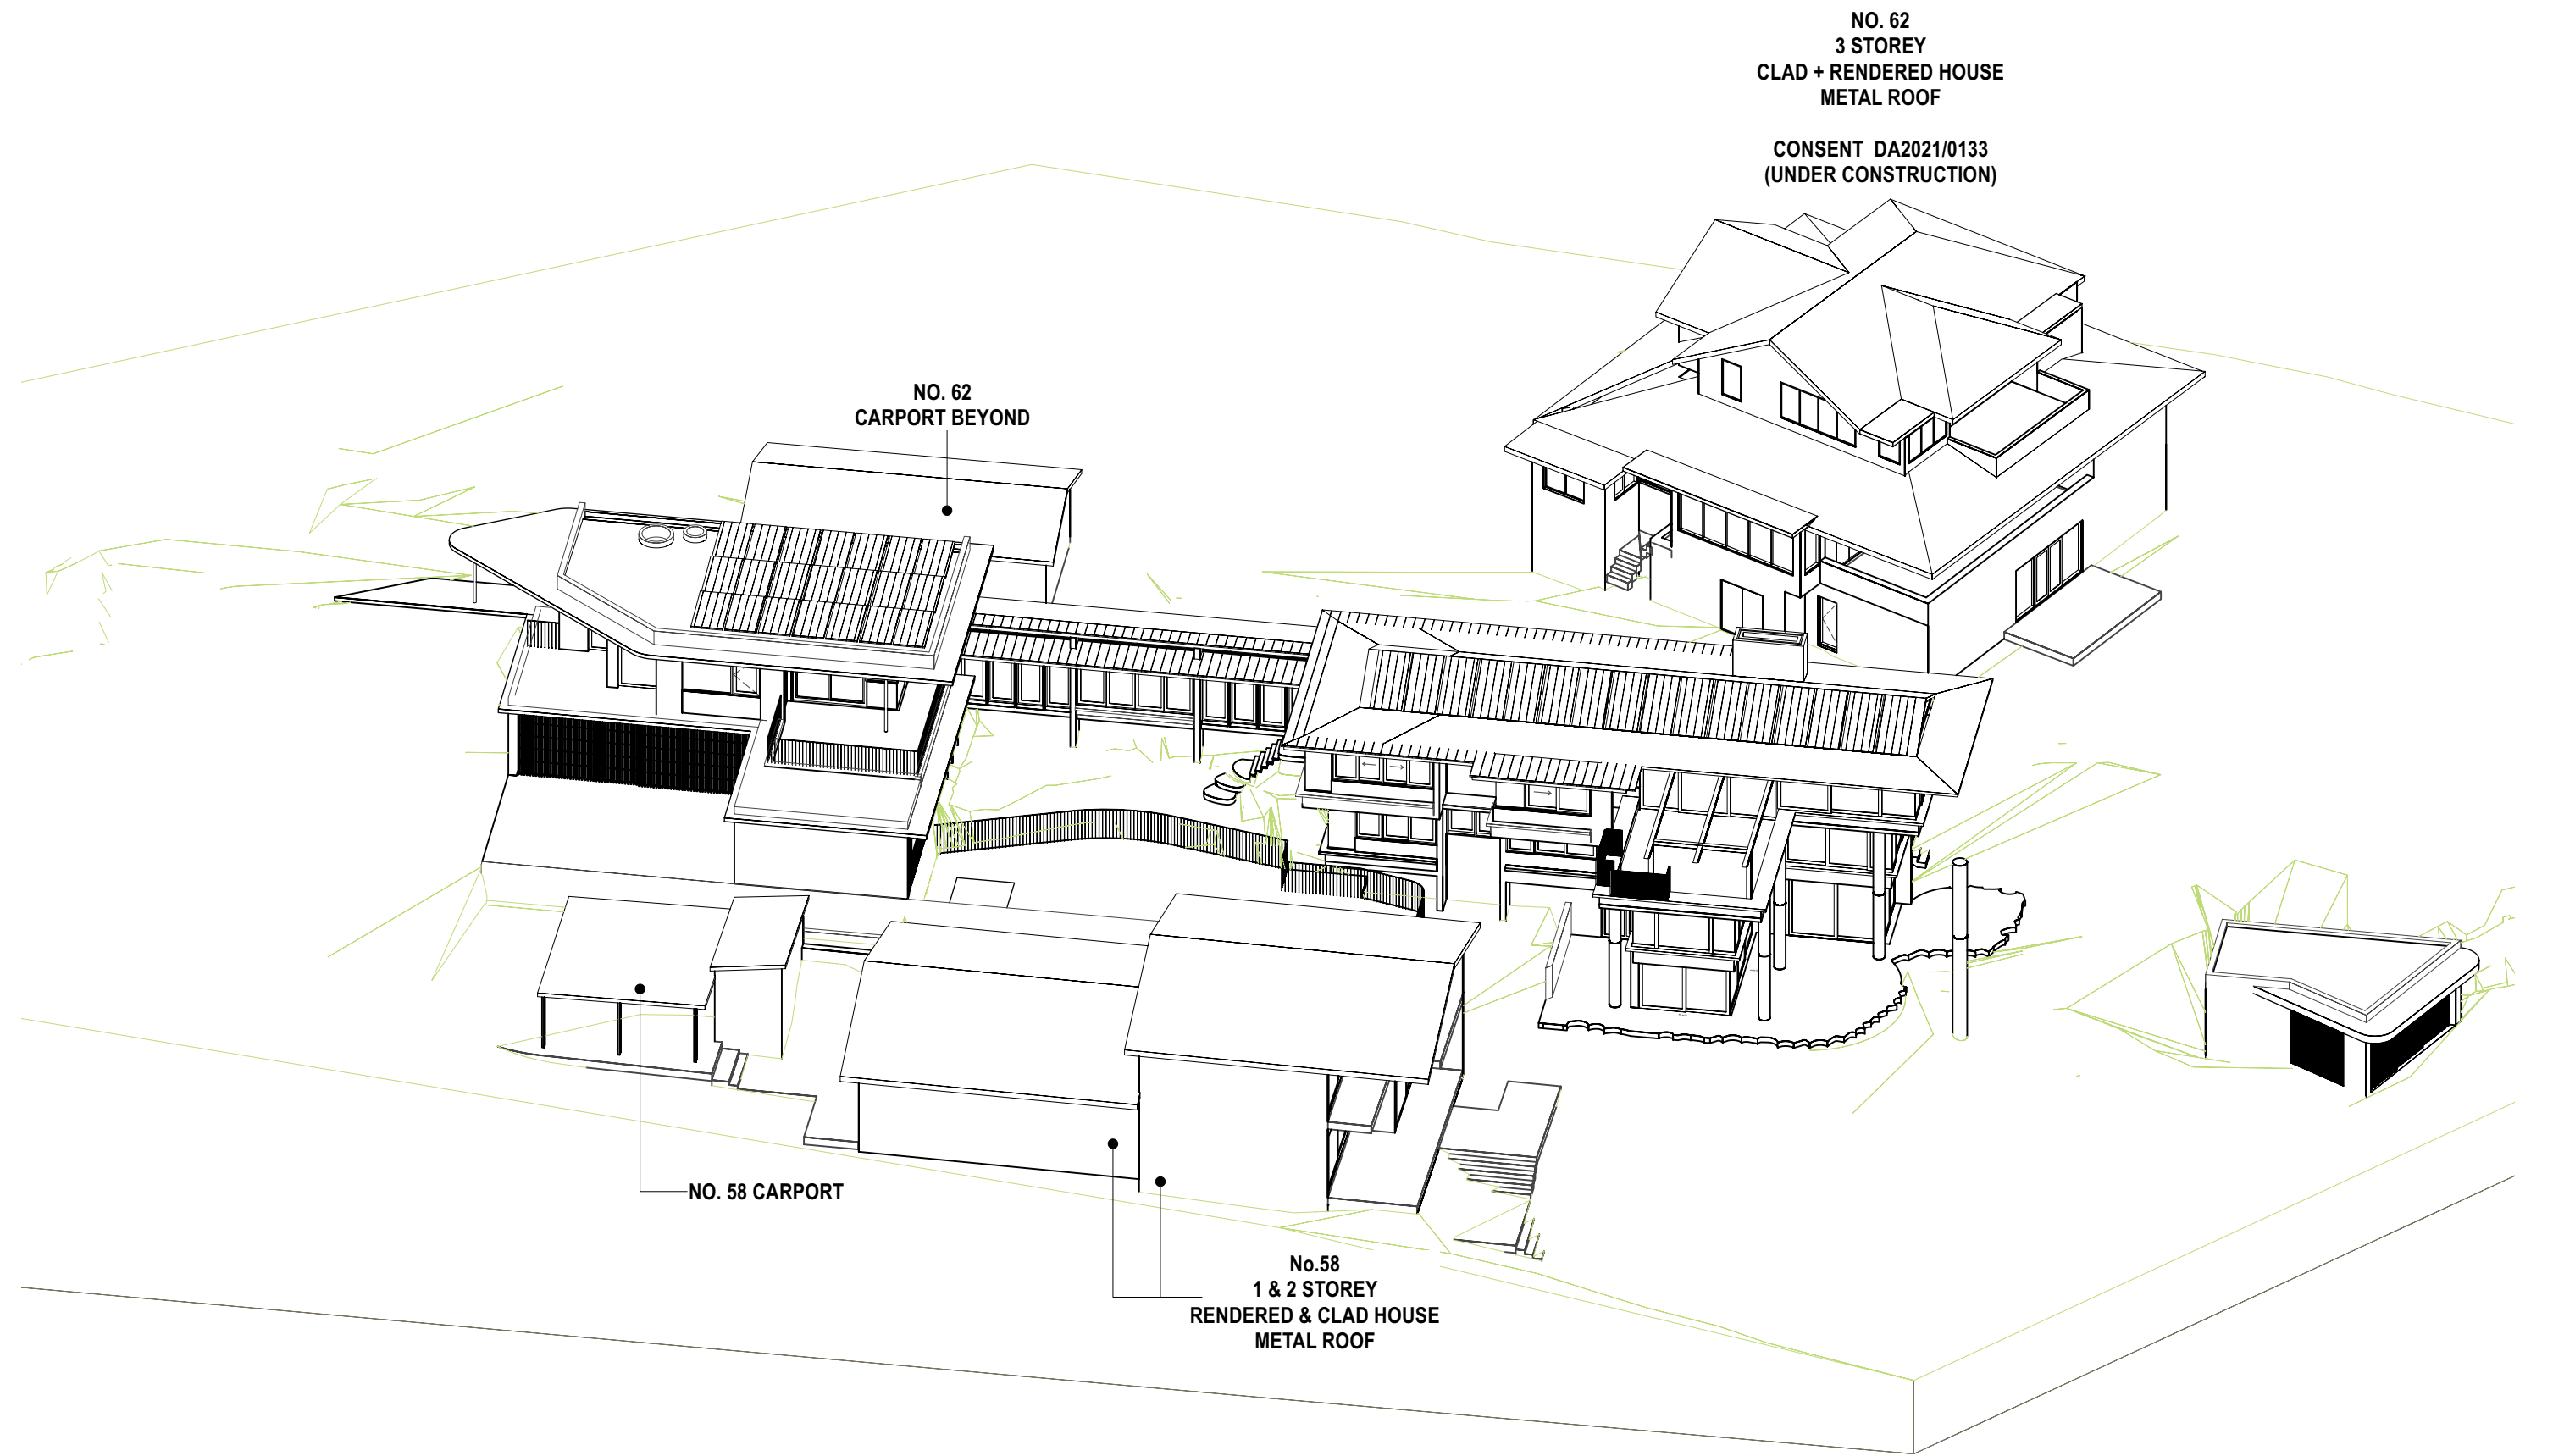 NO. 62
3 STOREY
CLAD + RENDERED HOUSE
METAL ROOF
CONSENT DA2021/0133
(UNDER CONSTRUCTION)
NO. 62
CARPORT BEYOND
NO. 58 CARPORT
No.58
1 & 2 STOREY
RENDERED & CLAD HOUSE
METAL ROOF